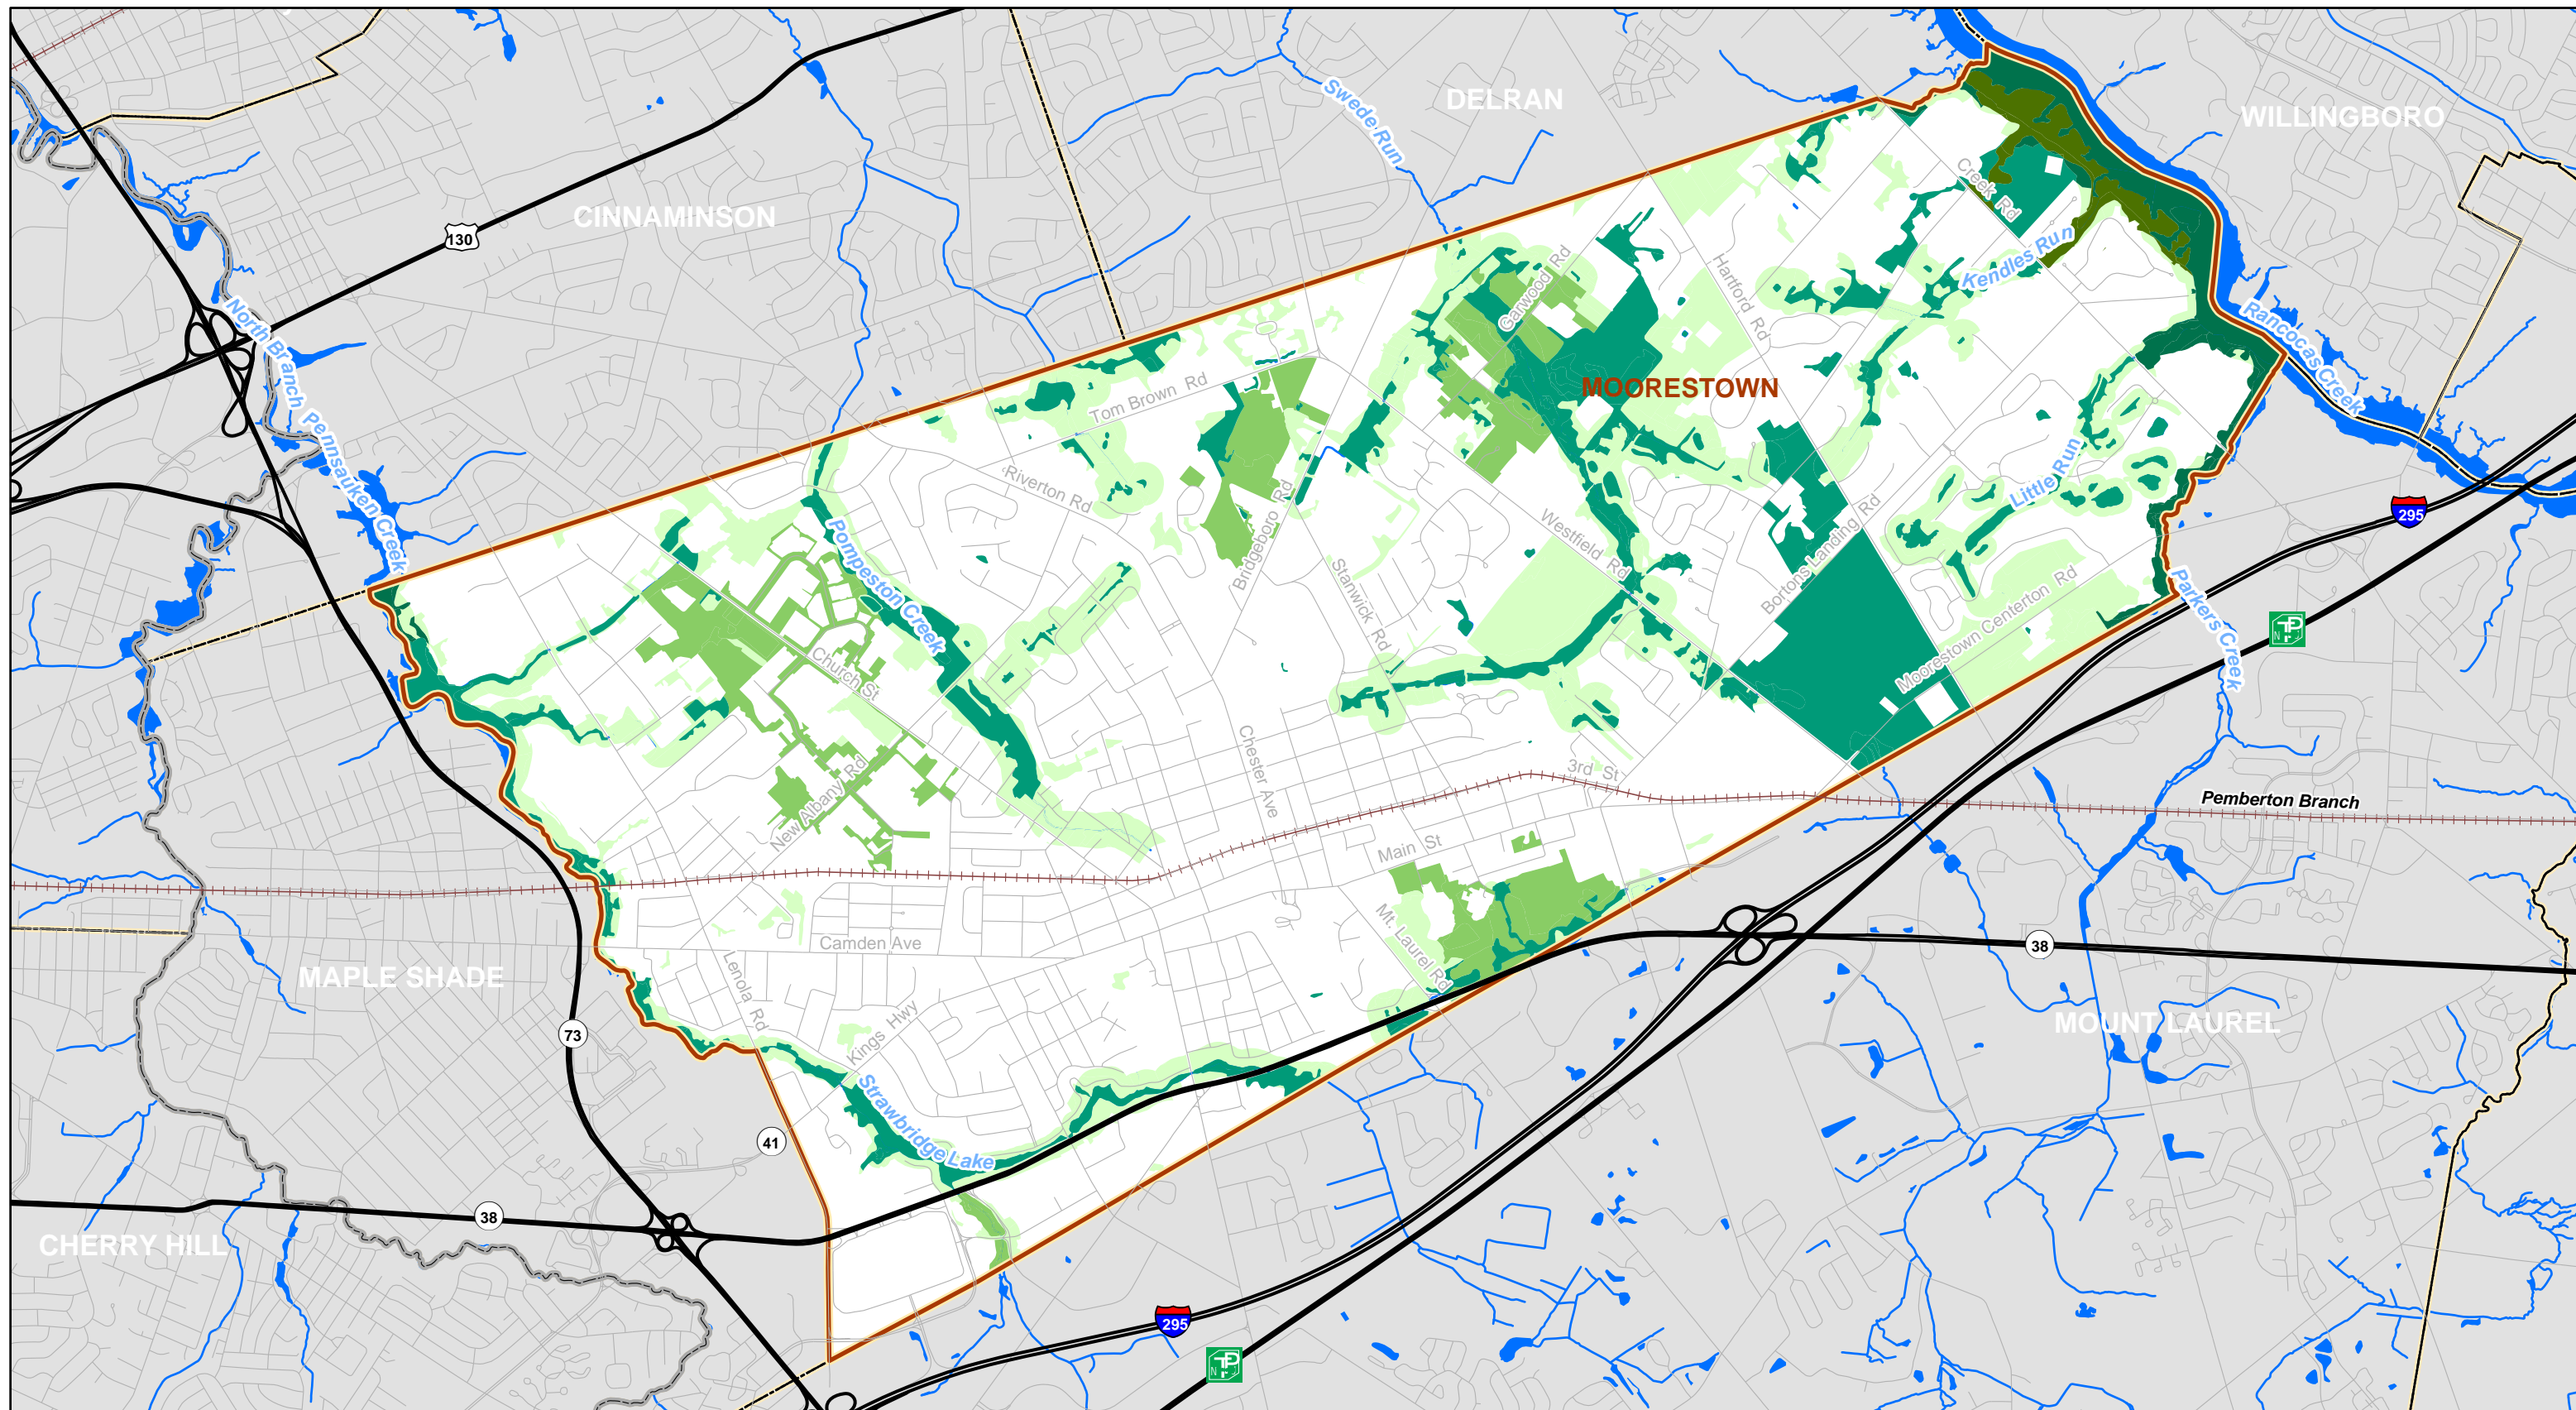 DELRAN
Swede Run
WILLINGBORO
CINNAMINSON
130
Creek Rd
Kendles Run
Hartford Rd
Garwood Rd
North Branch Pennsauken Creek
Rancocas Creek
MOORESTOWN
Tom Brown Rd
Riverton Rd
Bridgeboro Rd
Little Run
295
Pompeston Creek
Westfield Rd
Bortons Landing Rd
Stanwick Rd
Parkers Creek
Moorestown Centerton Rd
N TP J
Church St
Chester Ave
New Albany Rd
3rd St
Pemberton Branch
Main St
Camden Ave
Mt. Laurel Rd
38
MAPLE SHADE
Lenola Rd
Kings Hwy
MOUNT LAUREL
73
Strawbridge Lake
41
38
CHERRY HILL
295
N TP J